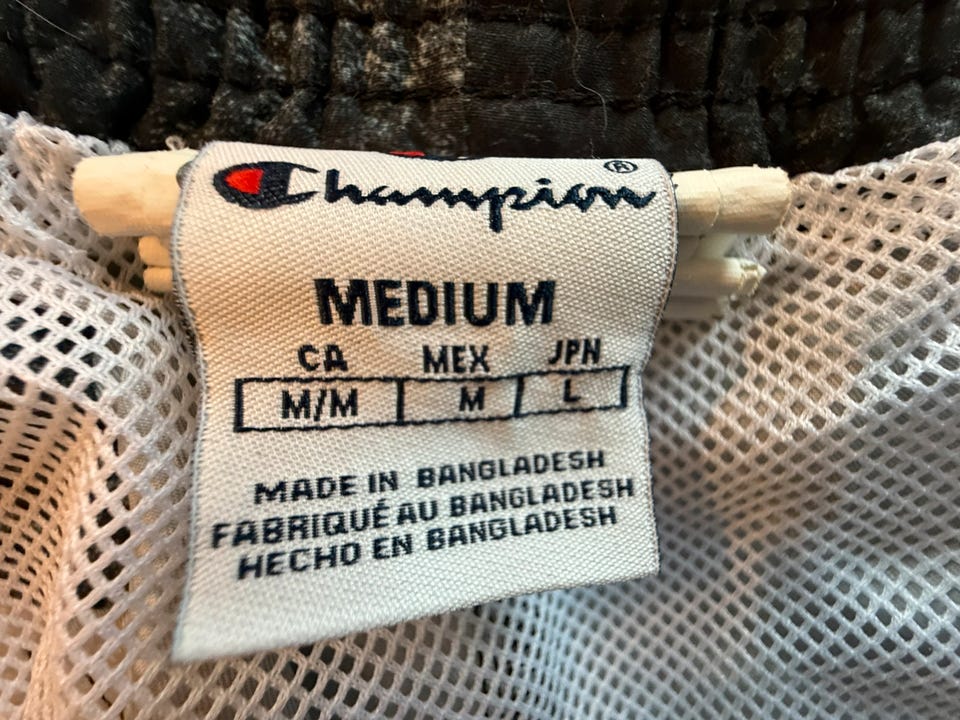 Champion®
MEDIUM
CA MEX JPN
M/M M L
MADE IN BANGLADESH
FABRIQUÉ AU BANGLADESH
HECHO EN BANGLADESH